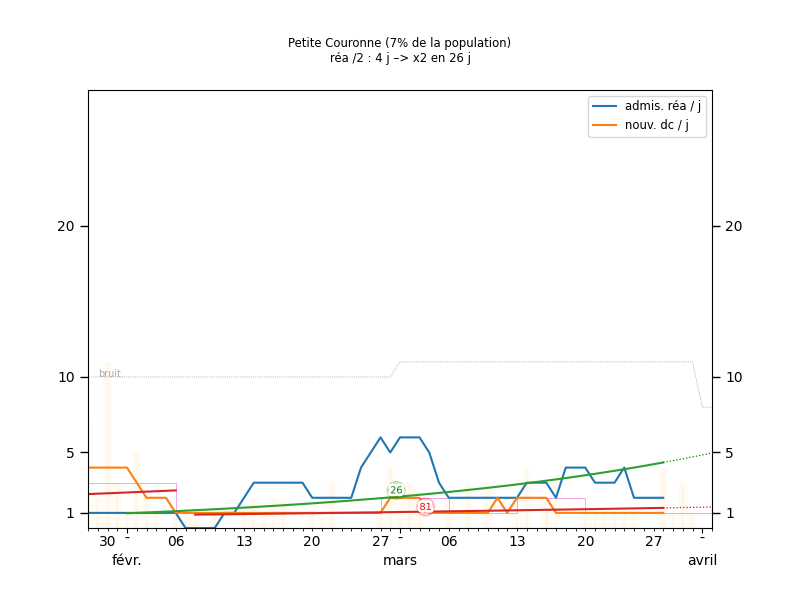 Petite Couronne (7% de la population)
réa /2 : 4 j –> x2 en 26 j
admis. réa / j
nouv. dc / j
20 20
bruit
10 10
5 5
26
81
1 1
30 - 06 13 20 27 - 06 13 20 27 -
févr. mars avril